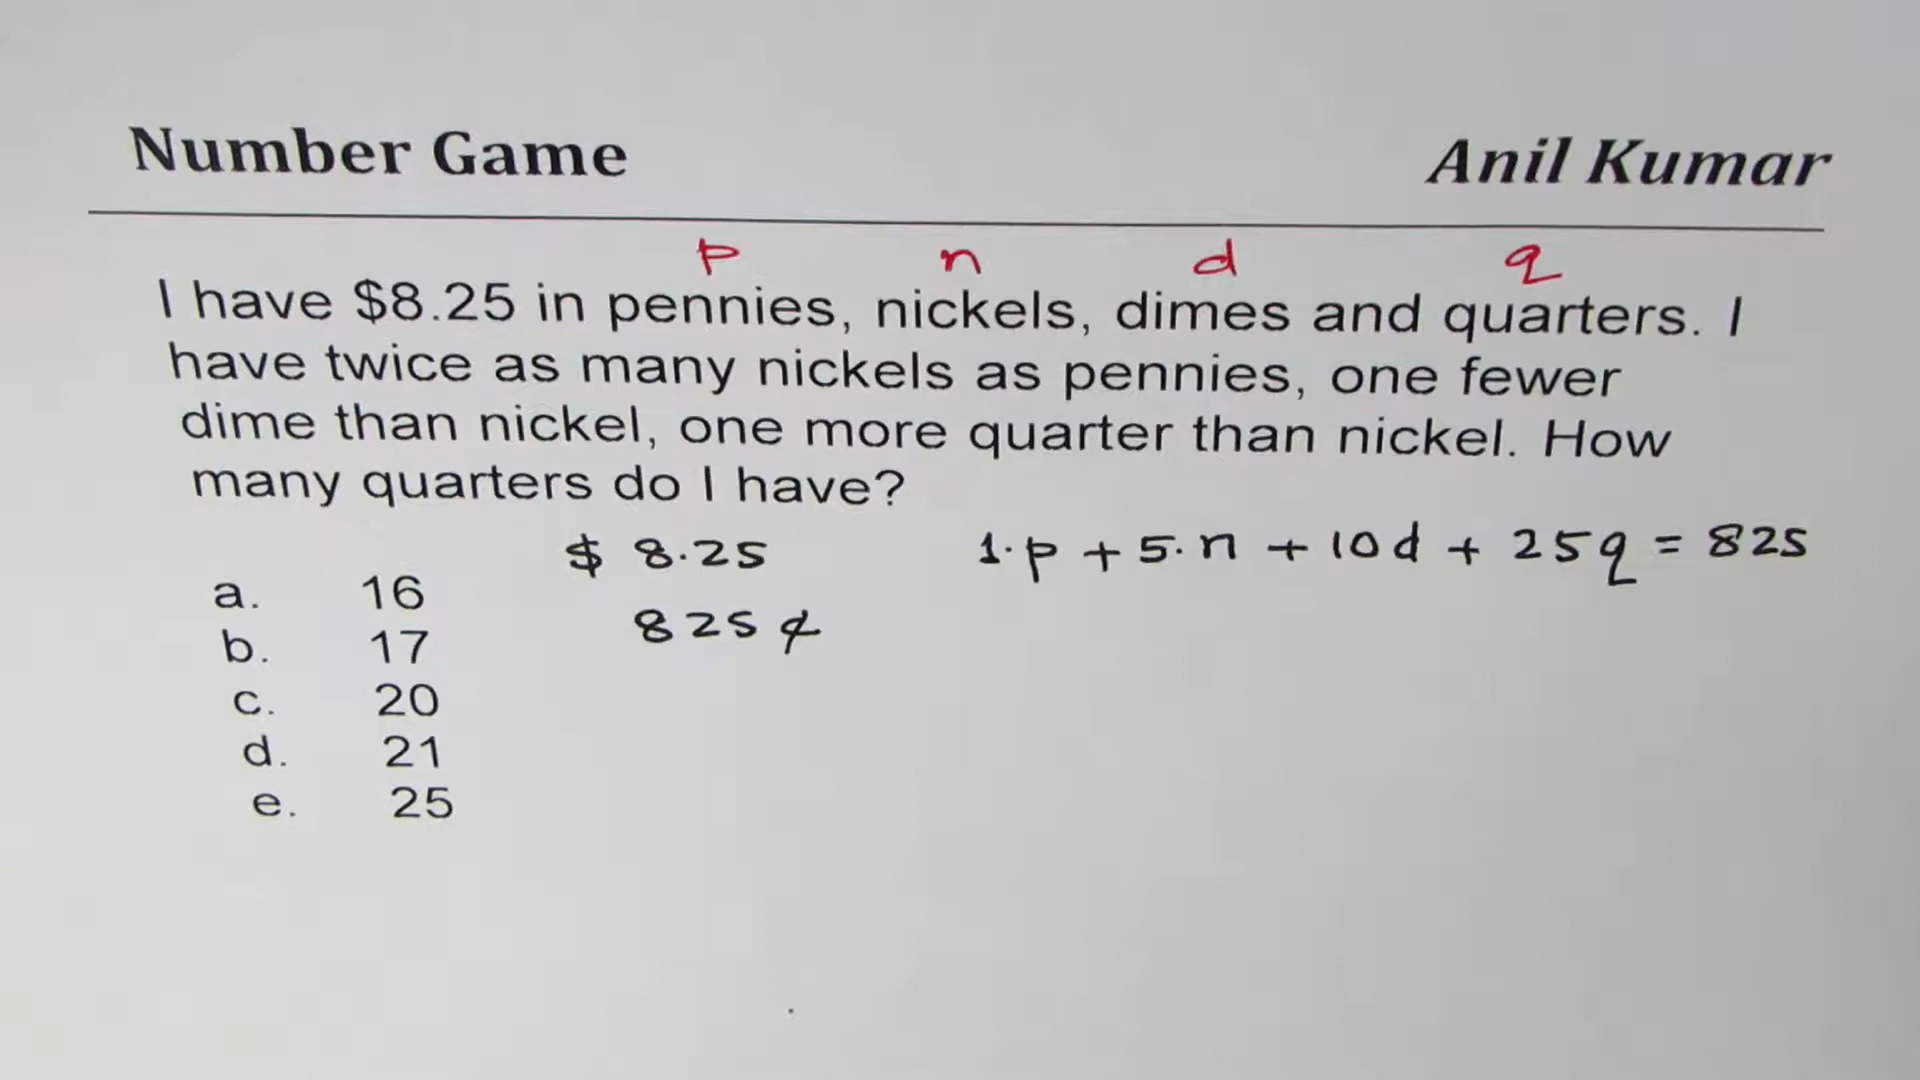 Number Game Anil Kumar
p n d q
I have $8.25 in pennies, nickels, dimes and quarters. I
have twice as many nickels as pennies, one fewer
dime than nickel, one more quarter than nickel. How
many quarters do I have?
$ 8.25 1·p + 5·n + 10d + 25q = 825
a. 16
825 ¢
b. 17
c. 20
d. 21
e. 25